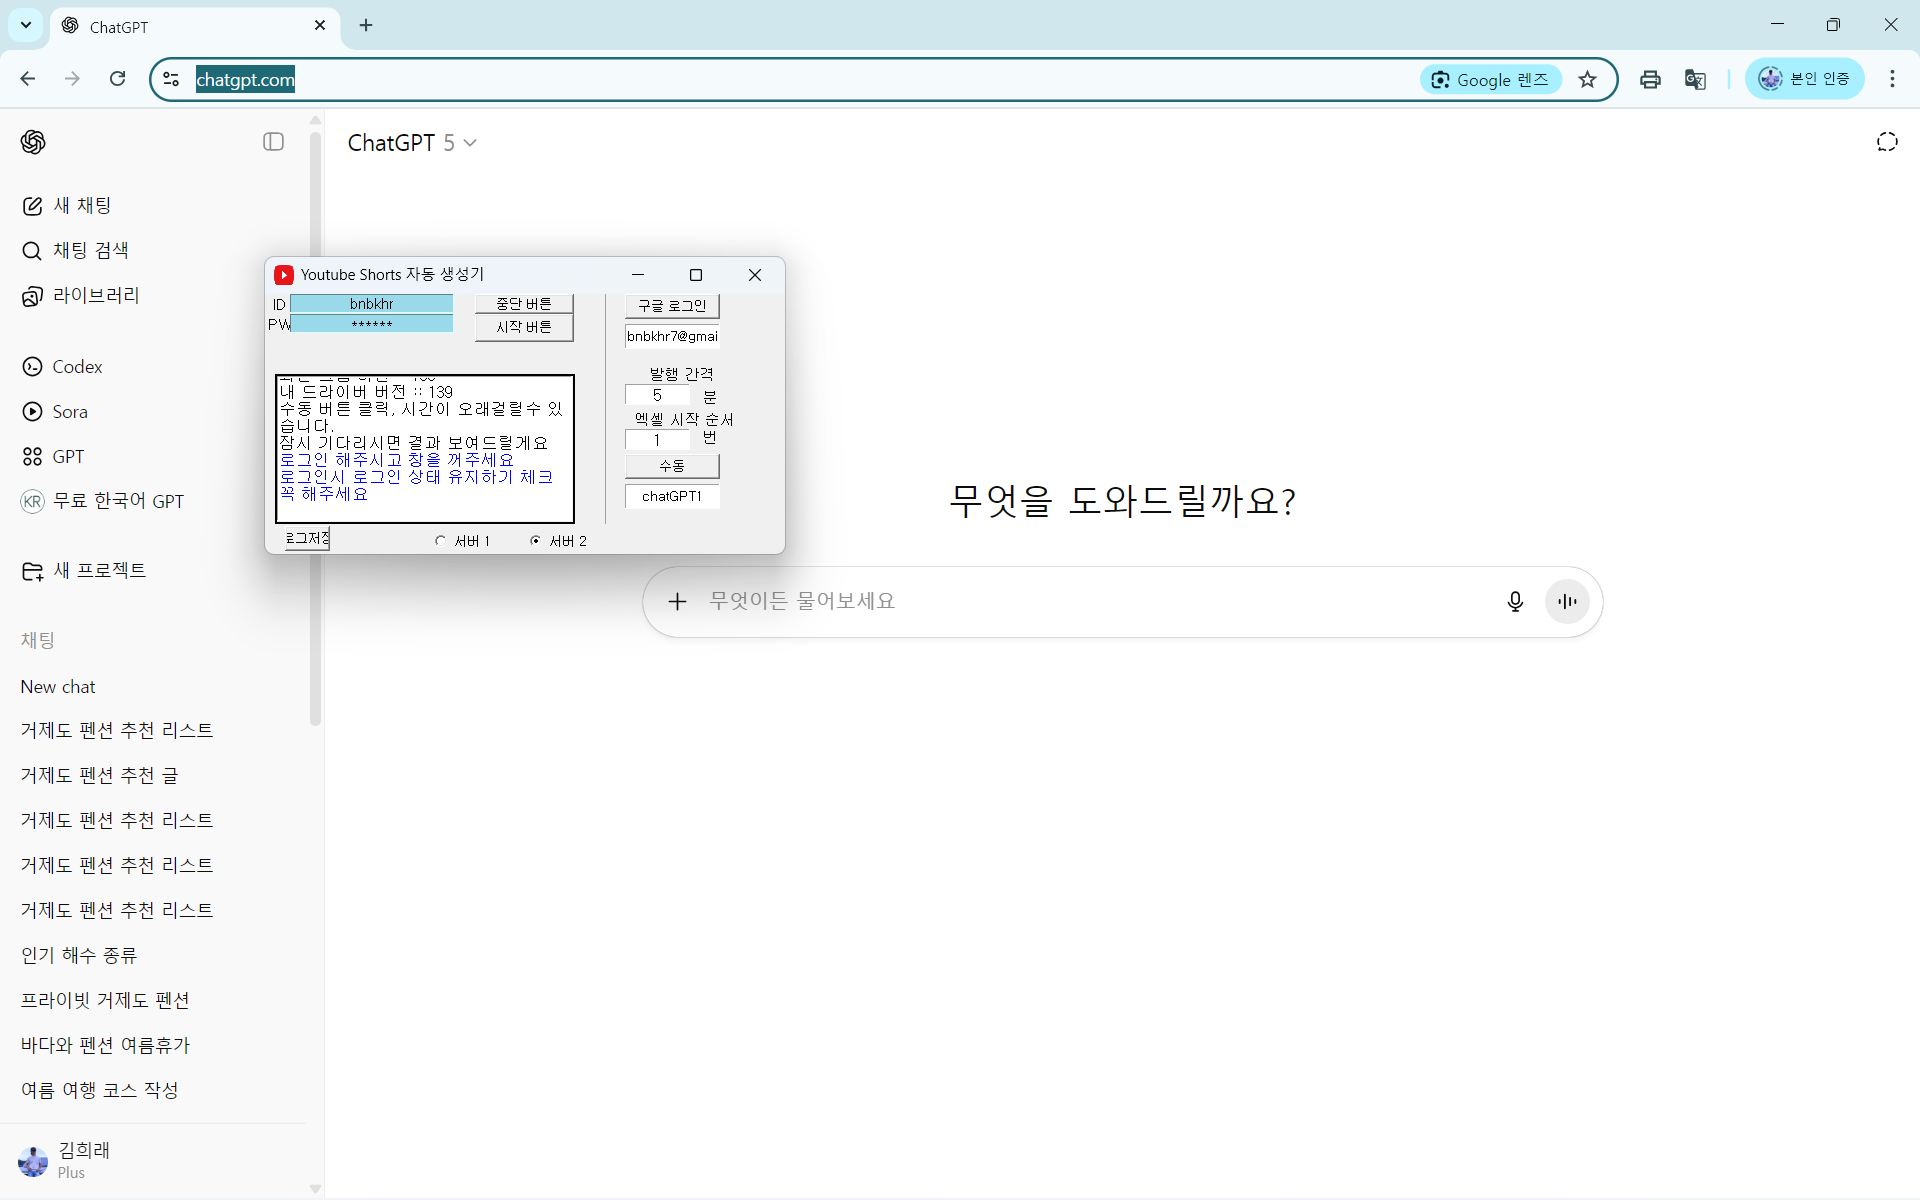 ChatGPT
chatgpt.com
Google 렌즈
본인 인증
ChatGPT 5
새 채팅
채팅 검색
라이브러리
Codex
Sora
GPT
KR 무료 한국어 GPT
새 프로젝트
채팅
New chat
거제도 펜션 추천 리스트
거제도 펜션 추천 글
거제도 펜션 추천 리스트
거제도 펜션 추천 리스트
거제도 펜션 추천 리스트
인기 해수 종류
프라이빗 거제도 펜션
바다와 펜션 여름휴가
여름 여행 코스 작성
김희래
Plus
Youtube Shorts 자동 생성기
ID bnbkhr
PW ******
중단 버튼
시작 버튼
내 드라이버 버전 :: 139
수동 버튼 클릭, 시간이 오래걸릴수 있
습니다.
잠시 기다리시면 결과 보여드릴게요
로그인 해주시고 창을 꺼주세요
로그인시 로그인 상태 유지하기 체크
꼭 해주세요
로그저장
서버 1
서버 2
구글 로그인
bnbkhr7@gmai
발행 간격
5 분
엑셀 시작 순서
1 번
수동
chatGPT1
무엇을 도와드릴까요?
무엇이든 물어보세요